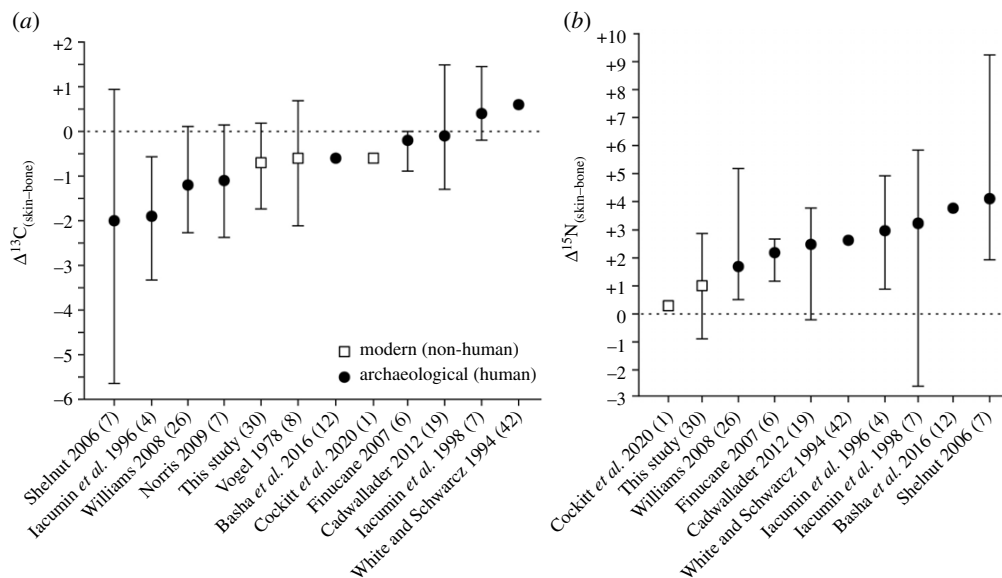 (a)
+2
+1
0
–1
–2
–3
–4
–5
–6
Δ13C(skin–bone)
modern (non-human)
archaeological (human)
Shelnut 2006 (7)
Iacumin et al. 1996 (4)
Williams 2008 (26)
Norris 2009 (7)
This study (30)
Vogel 1978 (8)
Basha et al. 2016 (12)
Cockitt et al. 2020 (1)
Finucane 2007 (6)
Cadwallader 2012 (19)
Iacumin et al. 1998 (7)
White and Schwarcz 1994 (42)
(b)
+10
+9
+8
+7
+6
+5
+4
+3
+2
+1
0
–1
–2
–3
Δ15N(skin–bone)
Cockitt et al. 2020 (1)
This study (30)
Williams 2008 (26)
Finucane 2007 (6)
Cadwallader 2012 (19)
White and Schwarcz 1994 (42)
Iacumin et al. 1996 (4)
Iacumin et al. 1998 (7)
Basha et al. 2016 (12)
Shelnut 2006 (7)